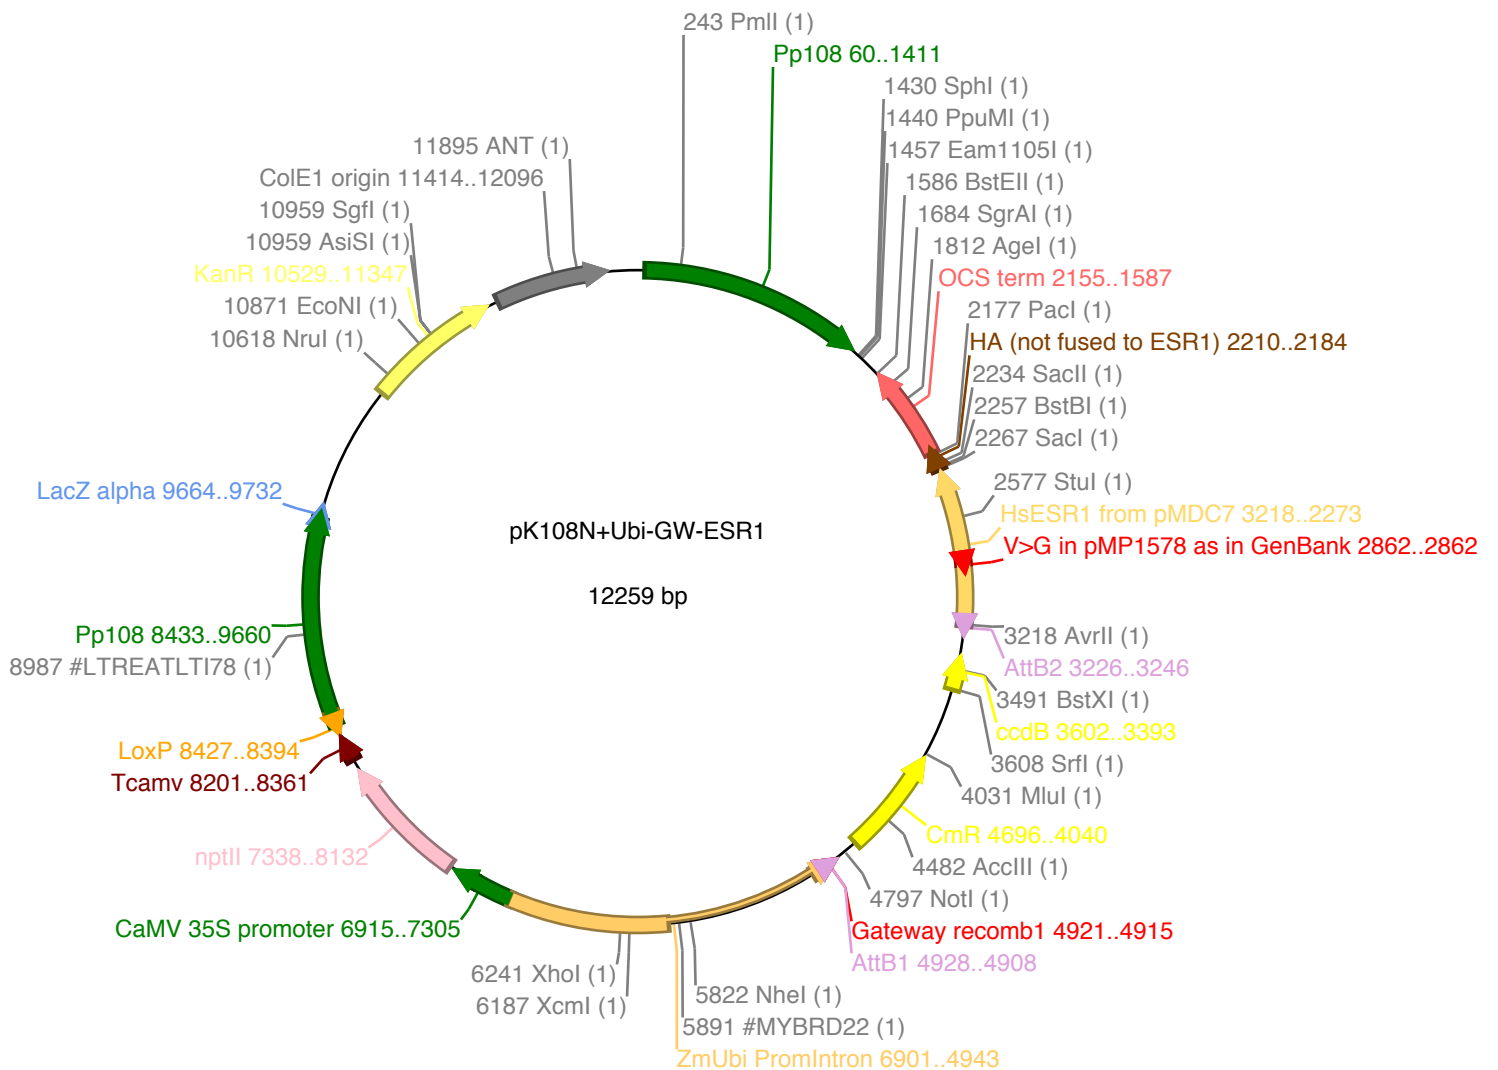 243 PmlI (1)
Pp108 60..1411
1430 SphI (1)
1440 PpuMI (1)
1457 Eam1105I (1)
1586 BstEII (1)
1684 SgrAI (1)
1812 AgeI (1)
OCS term 2155..1587
2177 PacI (1)
HA (not fused to ESR1) 2210..2184
2234 SacII (1)
2257 BstBI (1)
2267 SacI (1)
2577 StuI (1)
HsESR1 from pMDC7 3218..2273
V>G in pMP1578 as in GenBank 2862..2862
3218 AvrII (1)
AttB2 3226..3246
3491 BstXI (1)
ccdB 3602..3393
3608 SrfI (1)
4031 MluI (1)
CmR 4696..4040
4482 AccIII (1)
4797 NotI (1)
Gateway recomb1 4921..4915
AttB1 4928..4908
5822 NheI (1)
5891 #MYBRD22 (1)
ZmUbi PromIntron 6901..4943
6187 XcmI (1)
6241 XhoI (1)
CaMV 35S promoter 6915..7305
nptII 7338..8132
Tcamv 8201..8361
LoxP 8427..8394
8987 #LTREATLTI78 (1)
Pp108 8433..9660
LacZ alpha 9664..9732
10618 NruI (1)
10871 EcoNI (1)
KanR 10529..11347
10959 AsiSI (1)
10959 SgfI (1)
ColE1 origin 11414..12096
11895 ANT (1)
pK108N+Ubi-GW-ESR1
12259 bp